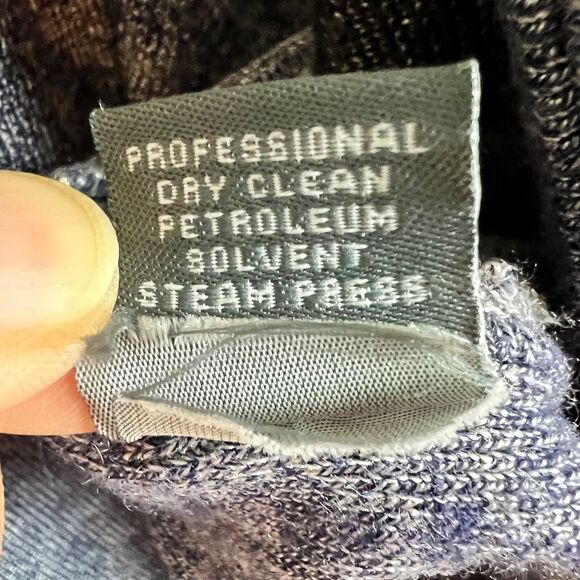 PROFESSIONAL
DRY CLEAN
PETROLEUM
SOLVENT
STEAM PRESS